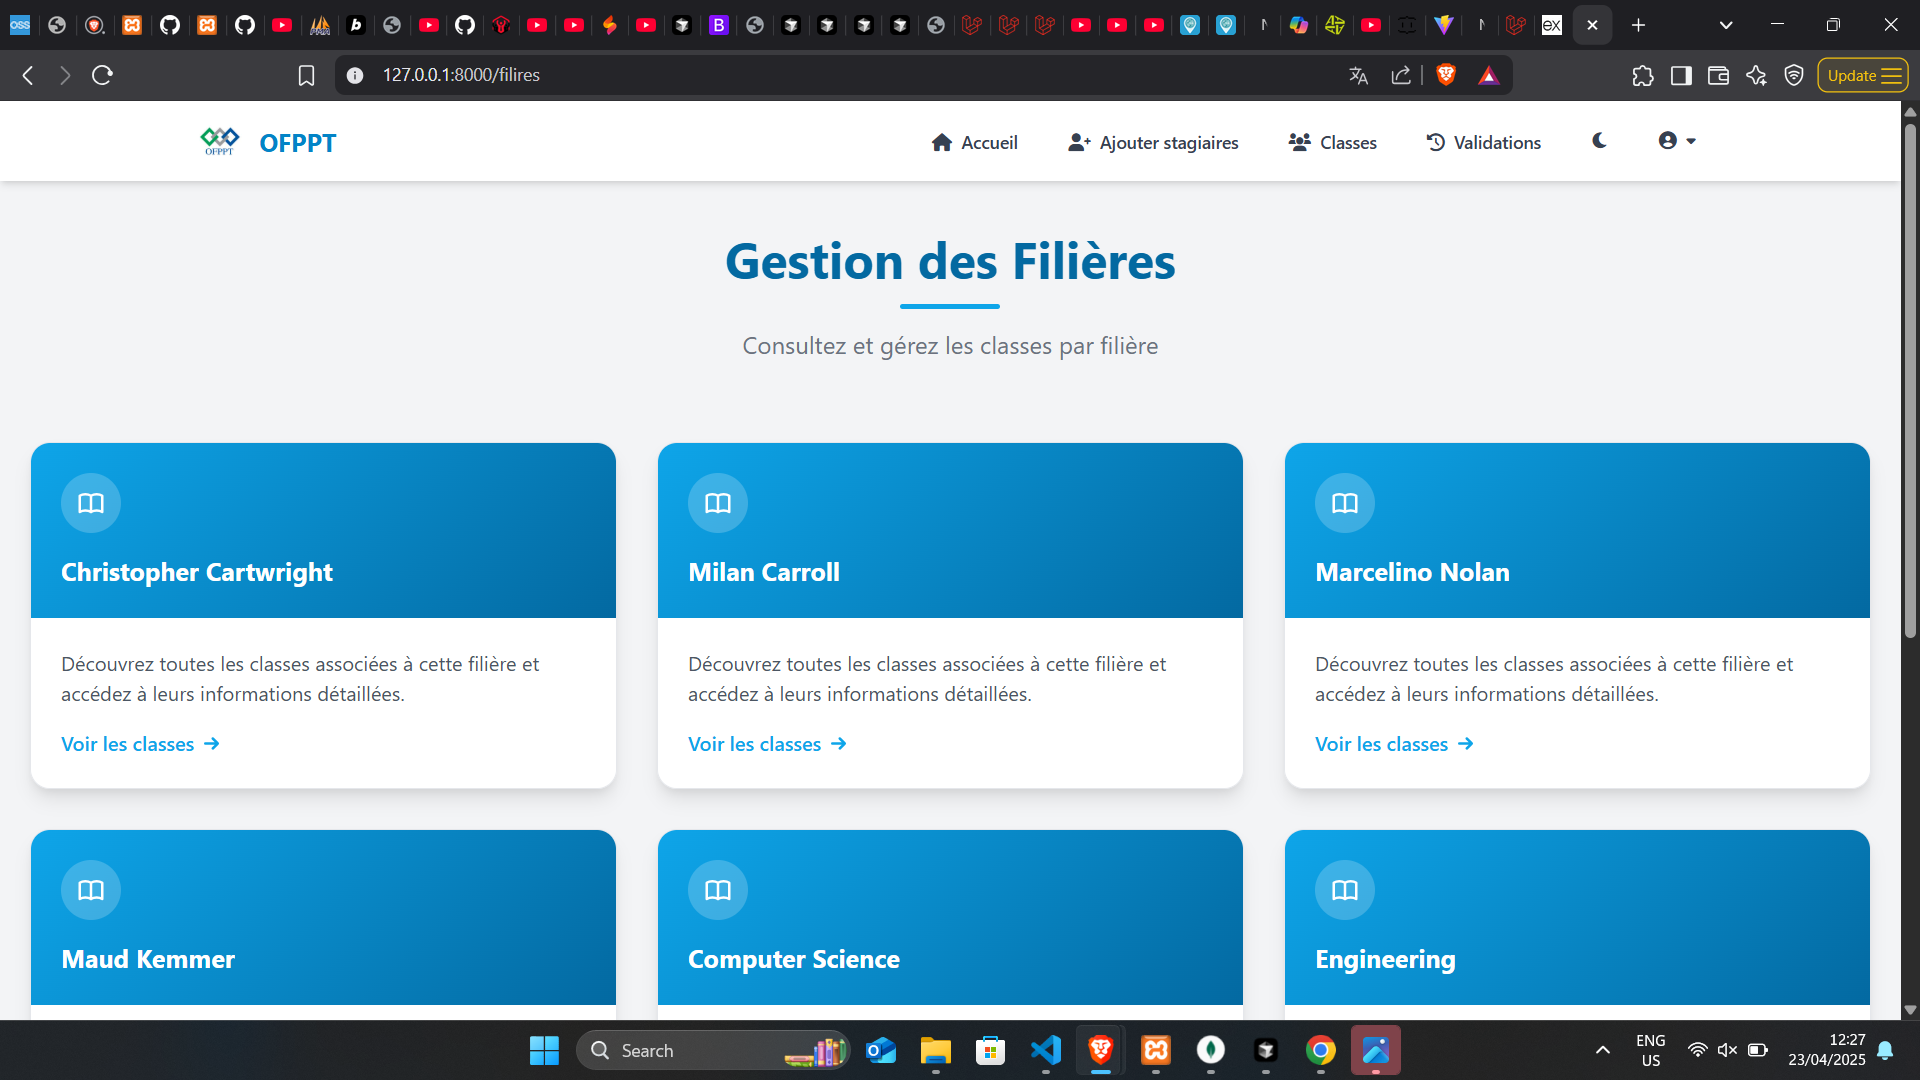 OSS
B
ex
127.0.0.1:8000/filires
Update
OFPPT
OFPPT
Accueil
Ajouter stagiaires
Classes
Validations
Gestion des Filières
Consultez et gérez les classes par filière
Christopher Cartwright
Milan Carroll
Marcelino Nolan
Découvrez toutes les classes associées à cette filière et
accédez à leurs informations détaillées.
Découvrez toutes les classes associées à cette filière et
accédez à leurs informations détaillées.
Découvrez toutes les classes associées à cette filière et
accédez à leurs informations détaillées.
Voir les classes
Voir les classes
Voir les classes
Maud Kemmer
Computer Science
Engineering
Search
ENG
US
12:27
23/04/2025